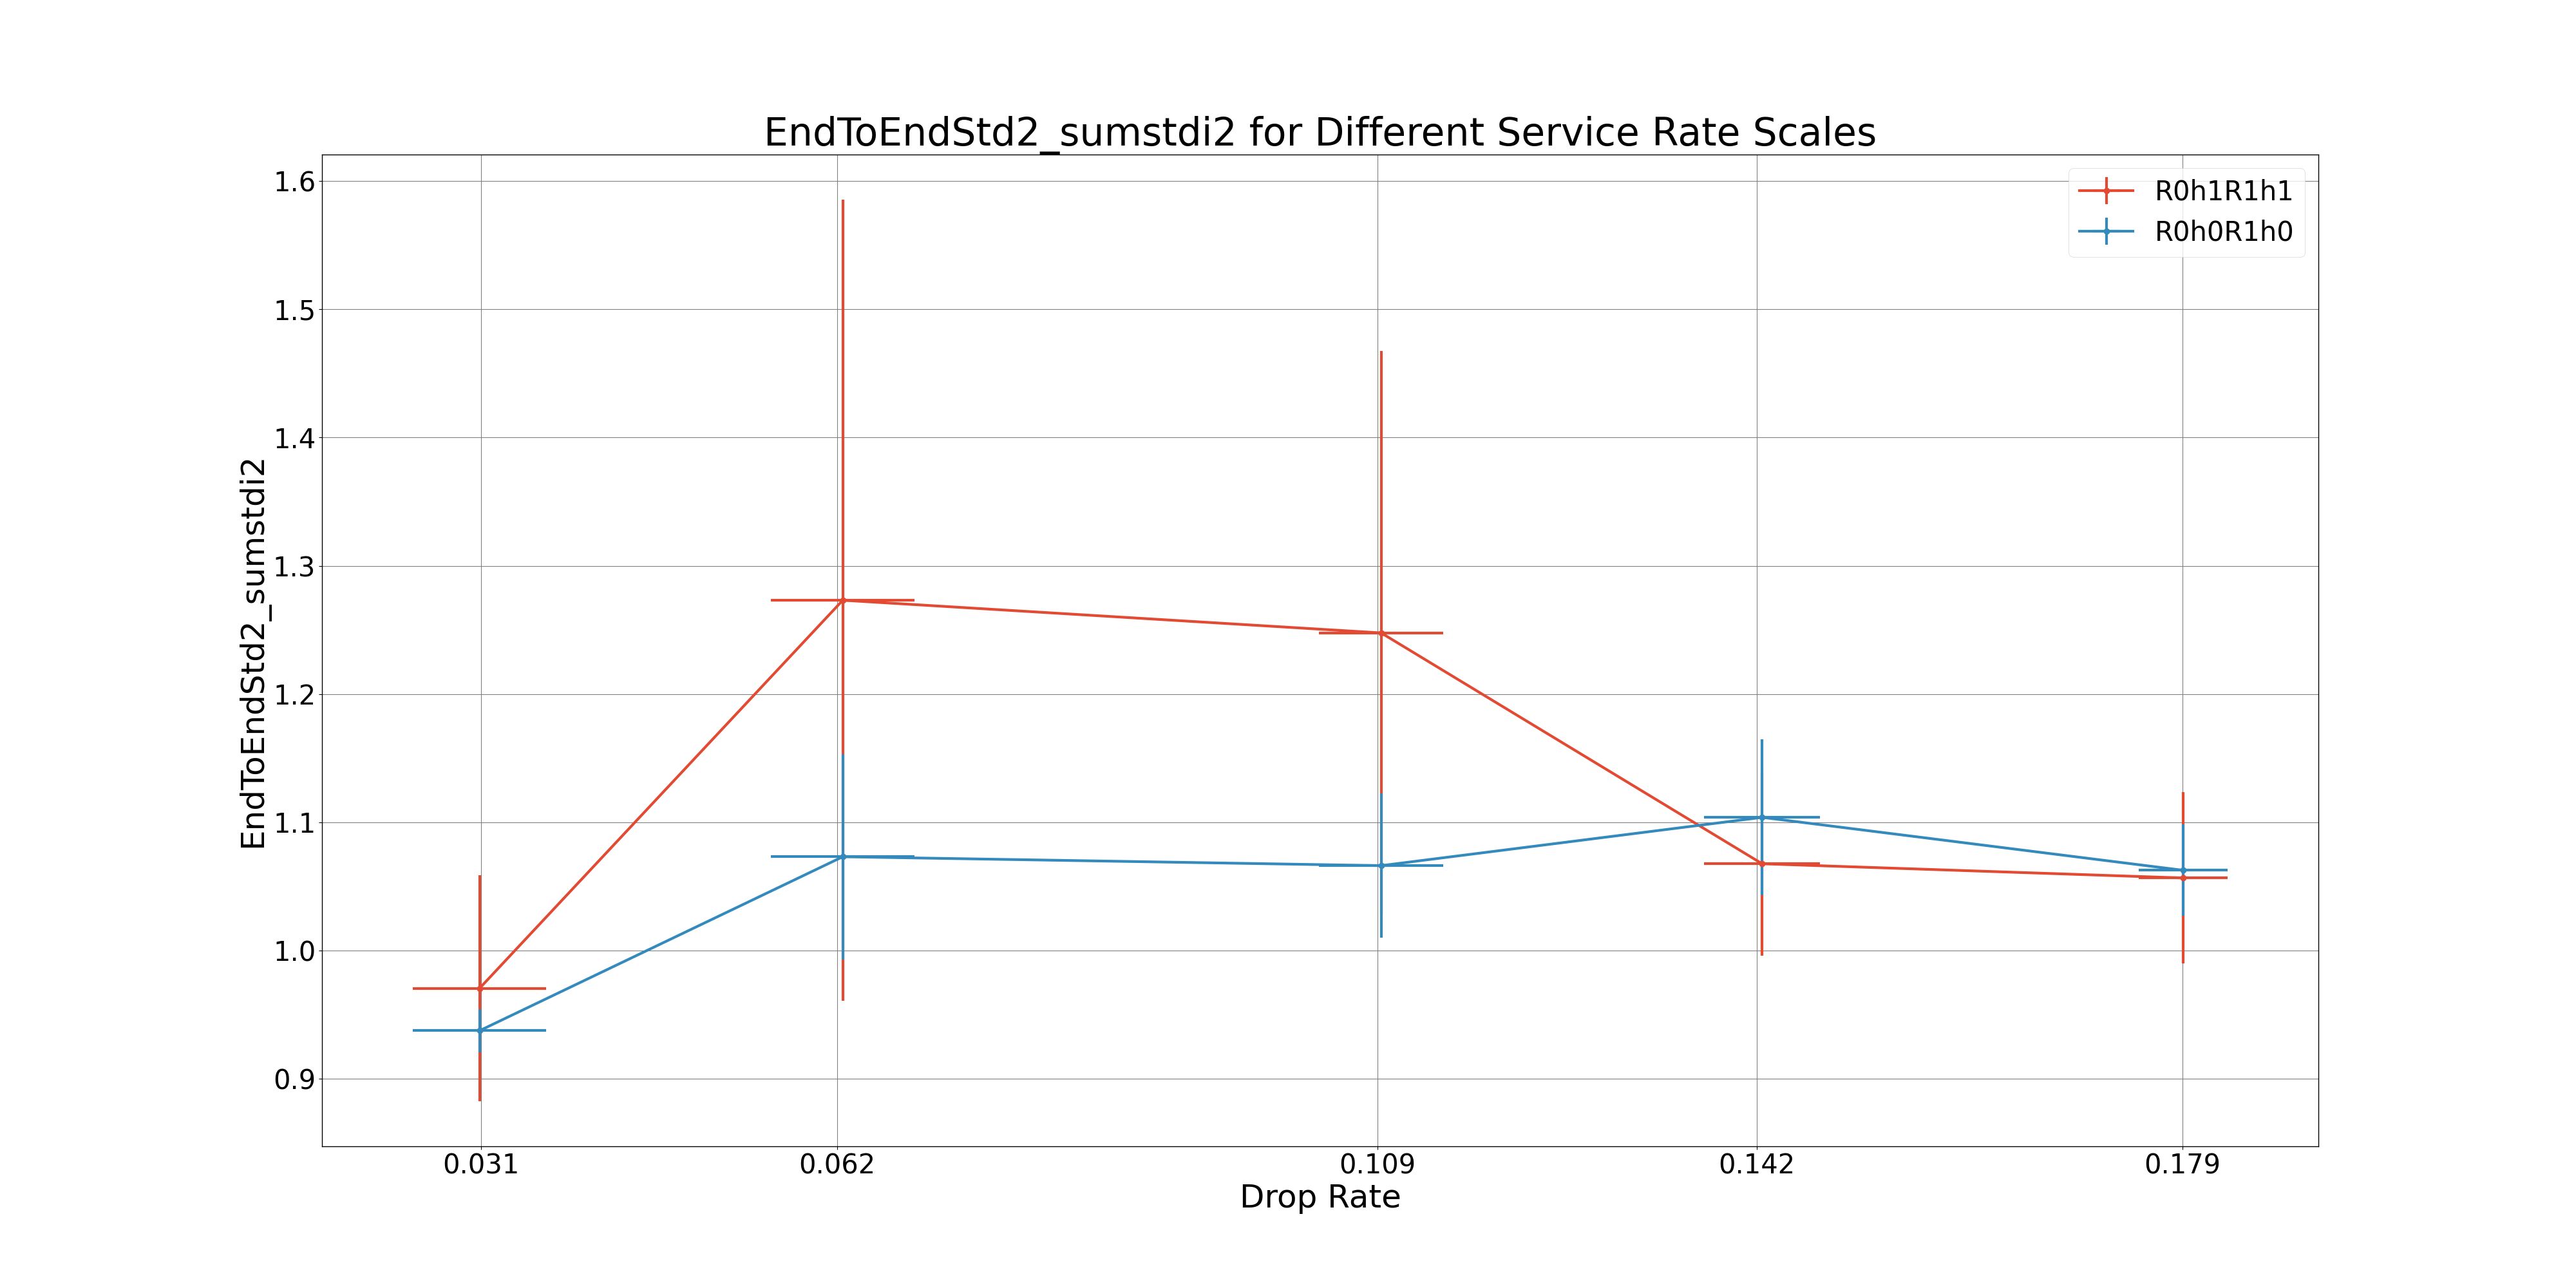 EndToEndStd2_sumstdi2 for Different Service Rate Scales
R0h1R1h1
R0h0R1h0
EndToEndStd2_sumstdi2
1.6
1.5
1.4
1.3
1.2
1.1
1.0
0.9
0.031 0.062 0.109 0.142 0.179
Drop Rate